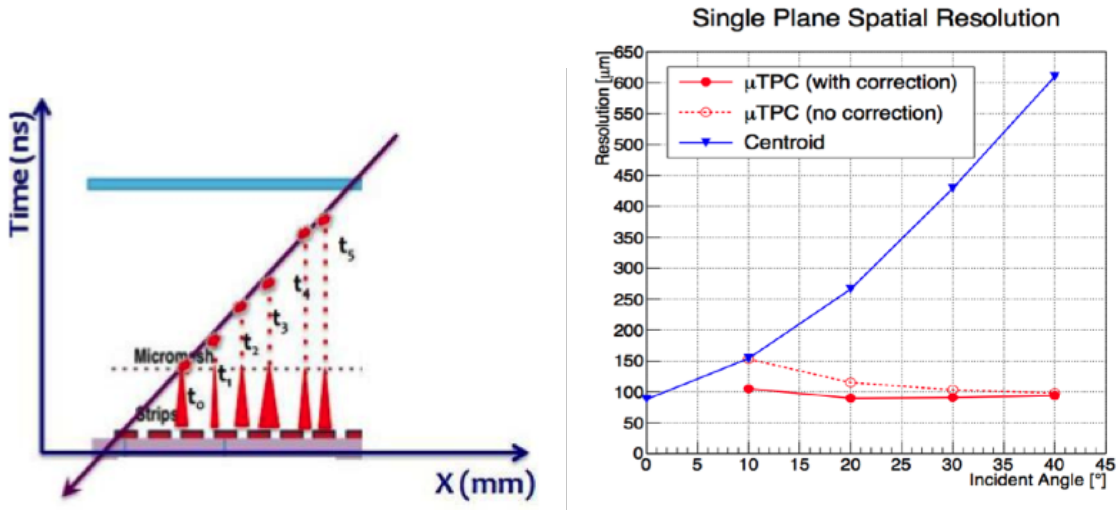 Time (ns)
Micromesh
Strips
t₀
t₁
t₂
t₃
t₄
t₅
X (mm)
Single Plane Spatial Resolution
Resolution [µm]
650
600
550
500
450
400
350
300
250
200
150
100
50
0
µTPC (with correction)
µTPC (no correction)
Centroid
0 5 10 15 20 25 30 35 40 45
Incident Angle [°]